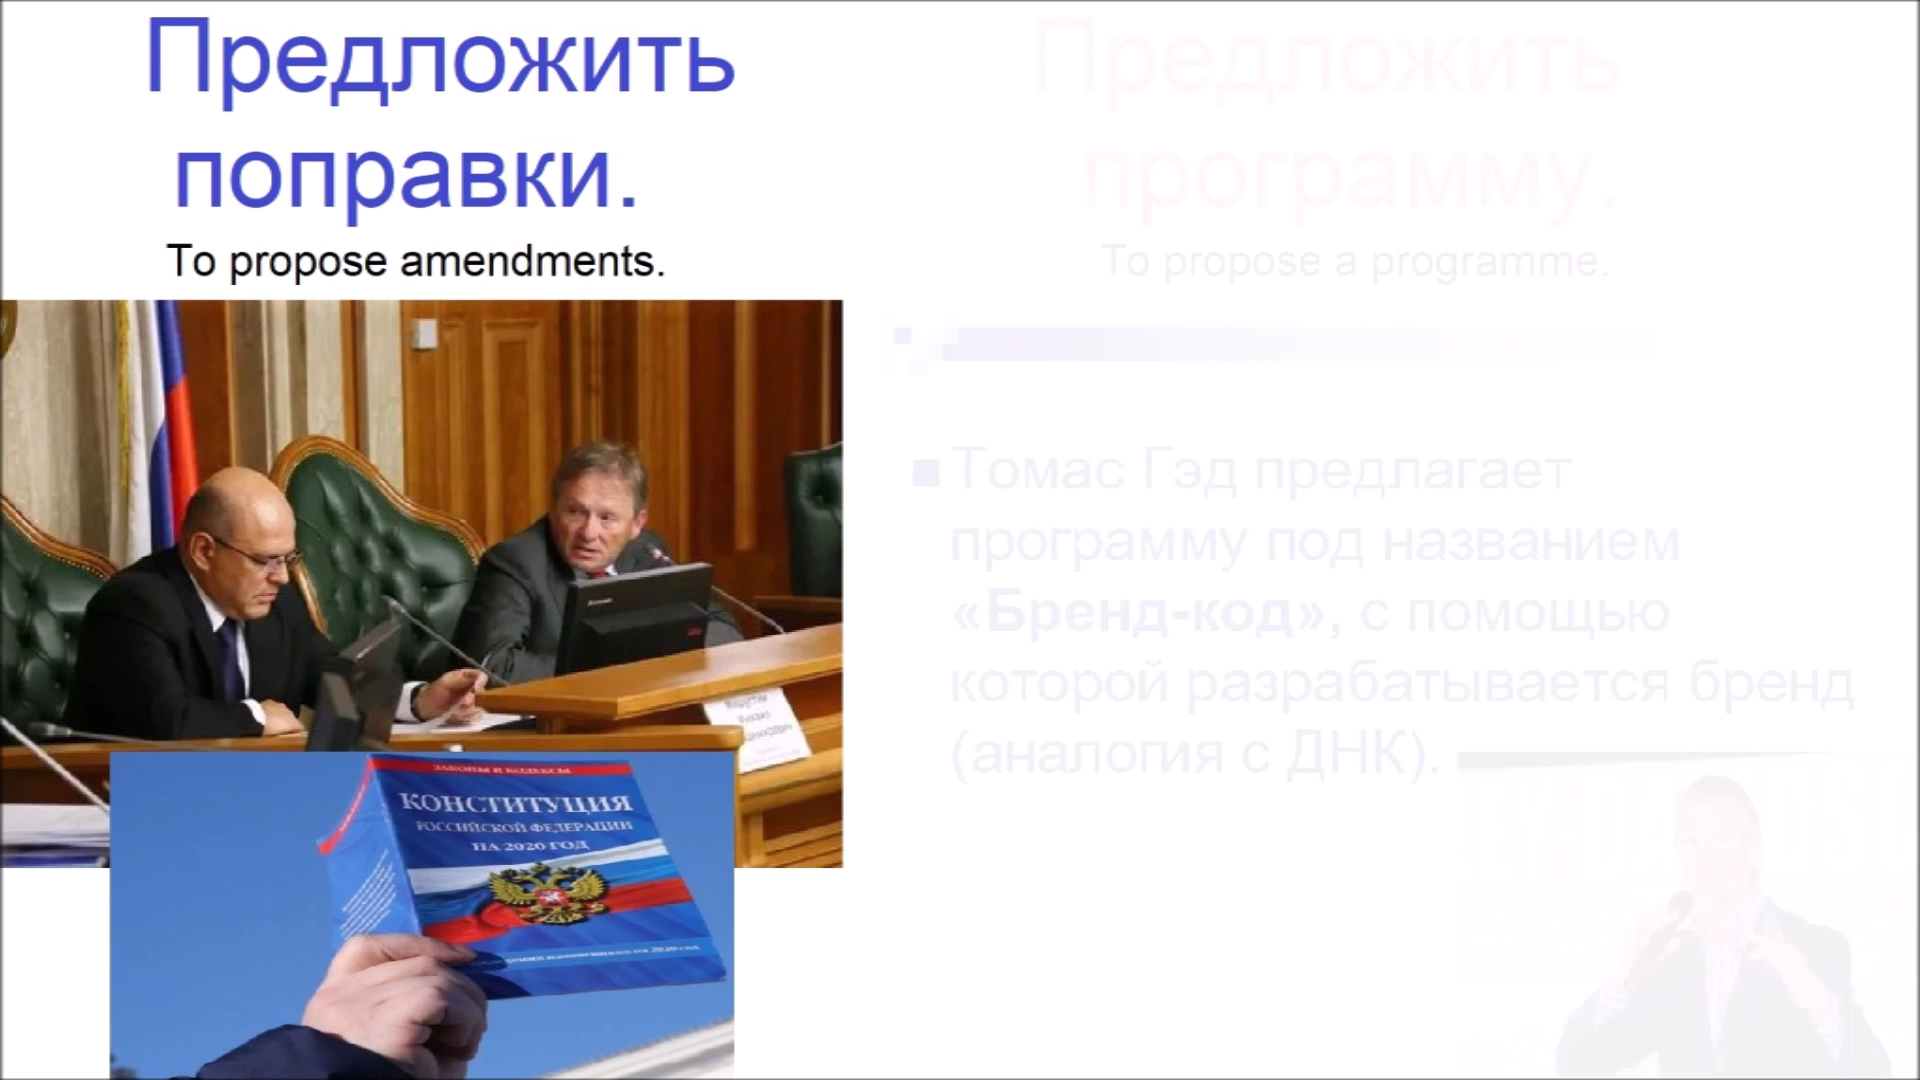 Предложить
поправки.
To propose amendments.
Предложить
программу.
To propose a programme.
Томас Гэд предлагает
программу под названием
«Бренд-код», с помощью
которой разрабатывается бренд
(аналогия с ДНК).
Михаил
ЗАКОНЫ И КОДЕКСЫ
КОНСТИТУЦИЯ
РОССИЙСКОЙ ФЕДЕРАЦИИ
НА 2020 ГОД